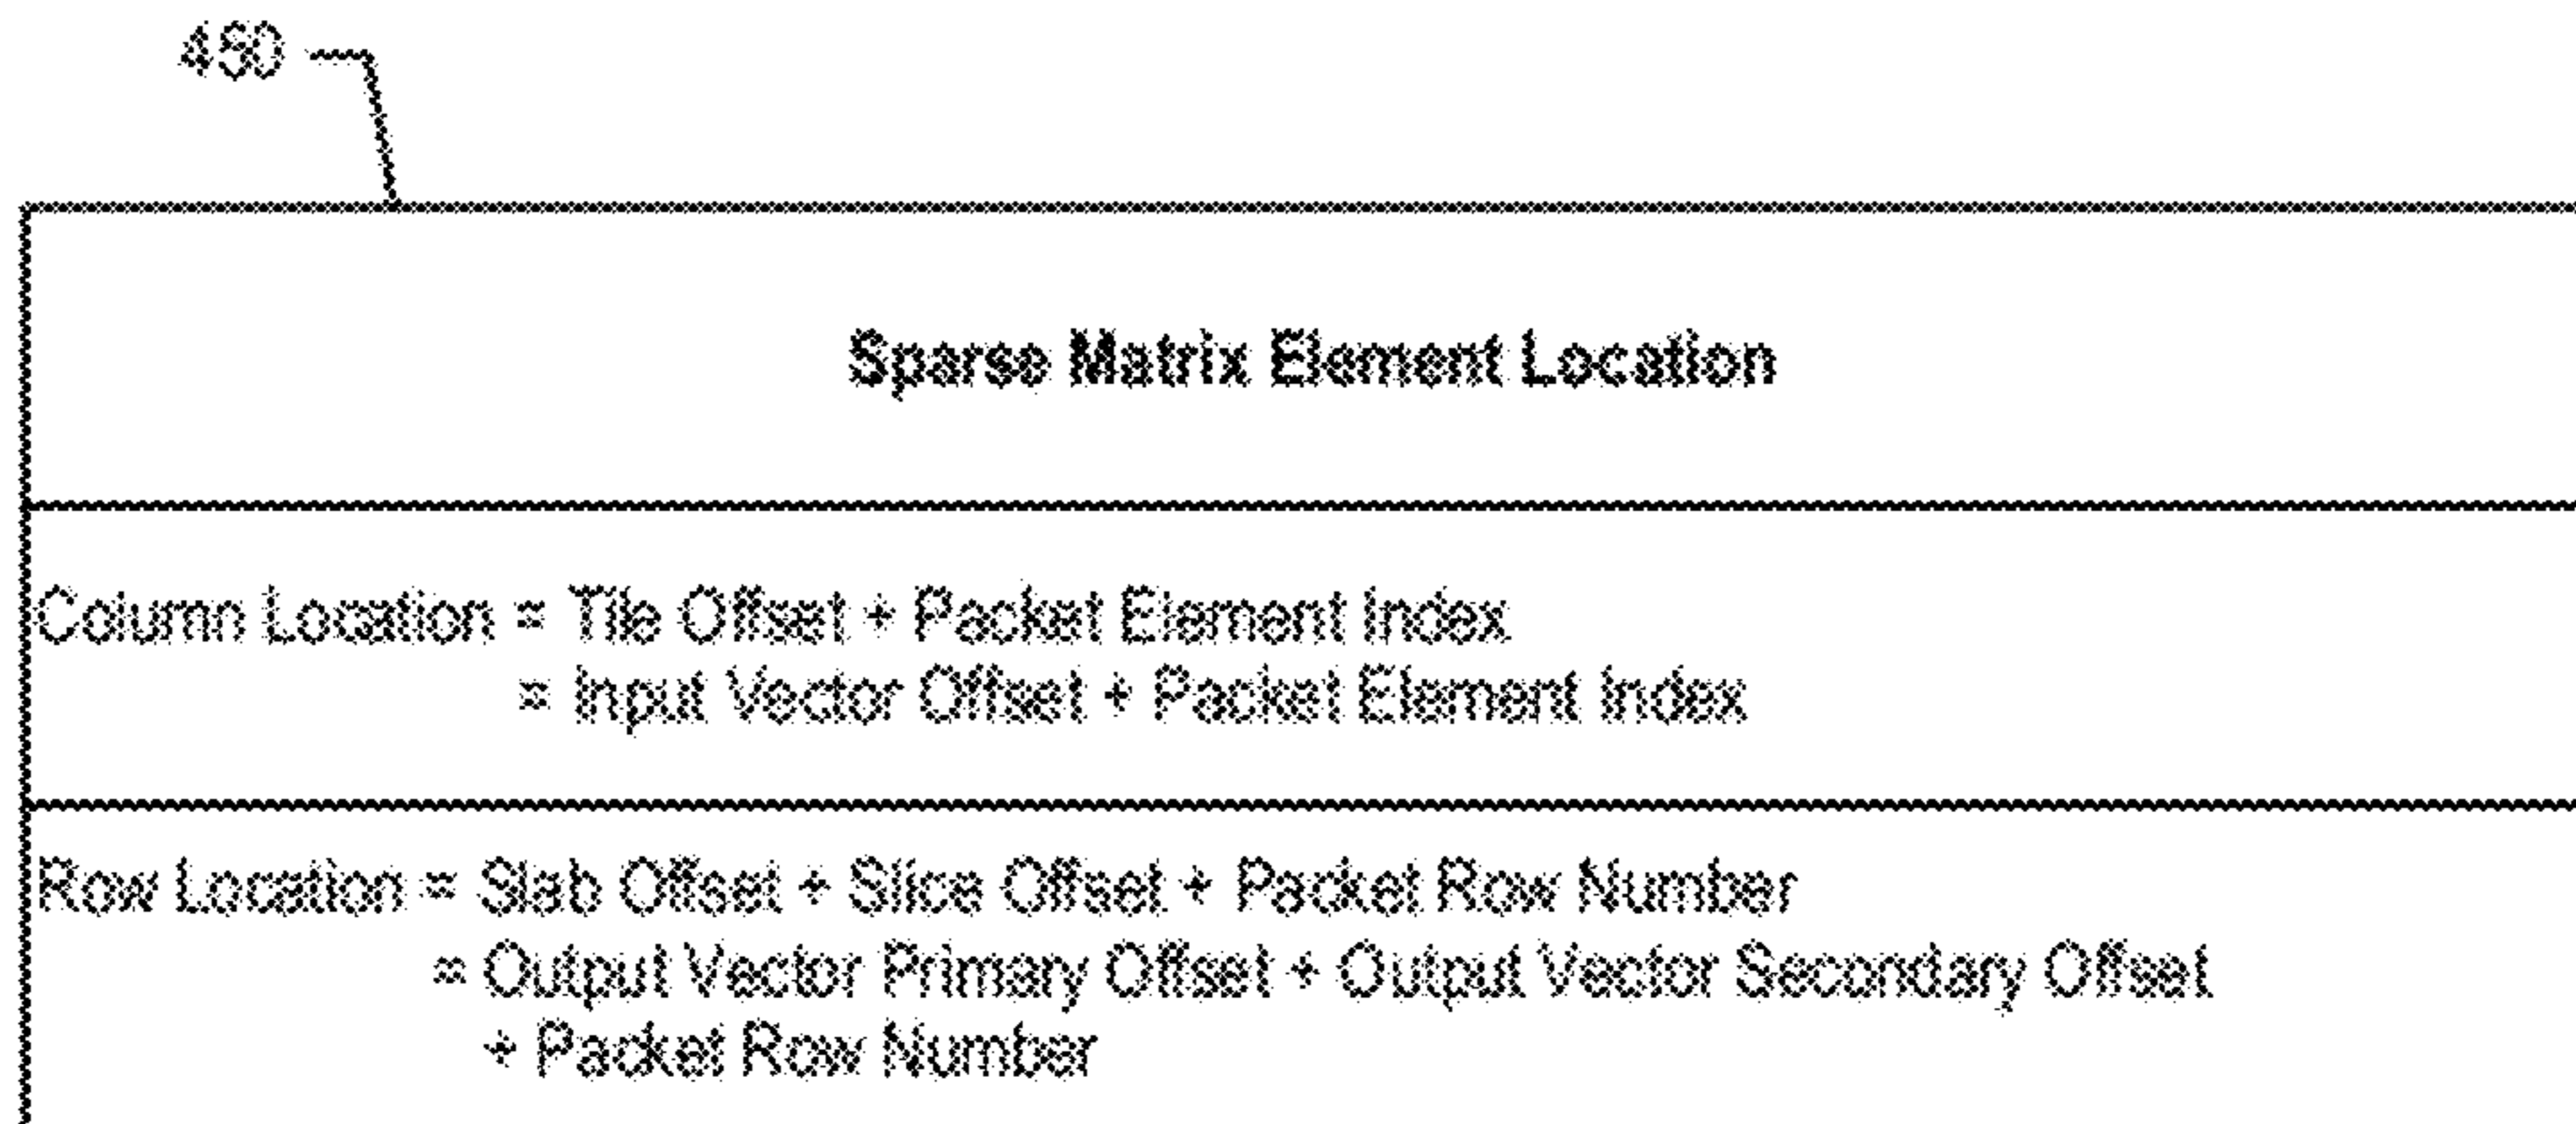 450
Sparse Matrix Element Location
Column Location = Tile Offset + Packet Element Index
= Input Vector Offset + Packet Element Index
Row Location = Slab Offset + Slice Offset + Packet Row Number
= Output Vector Primary Offset + Output Vector Secondary Offset
+ Packet Row Number